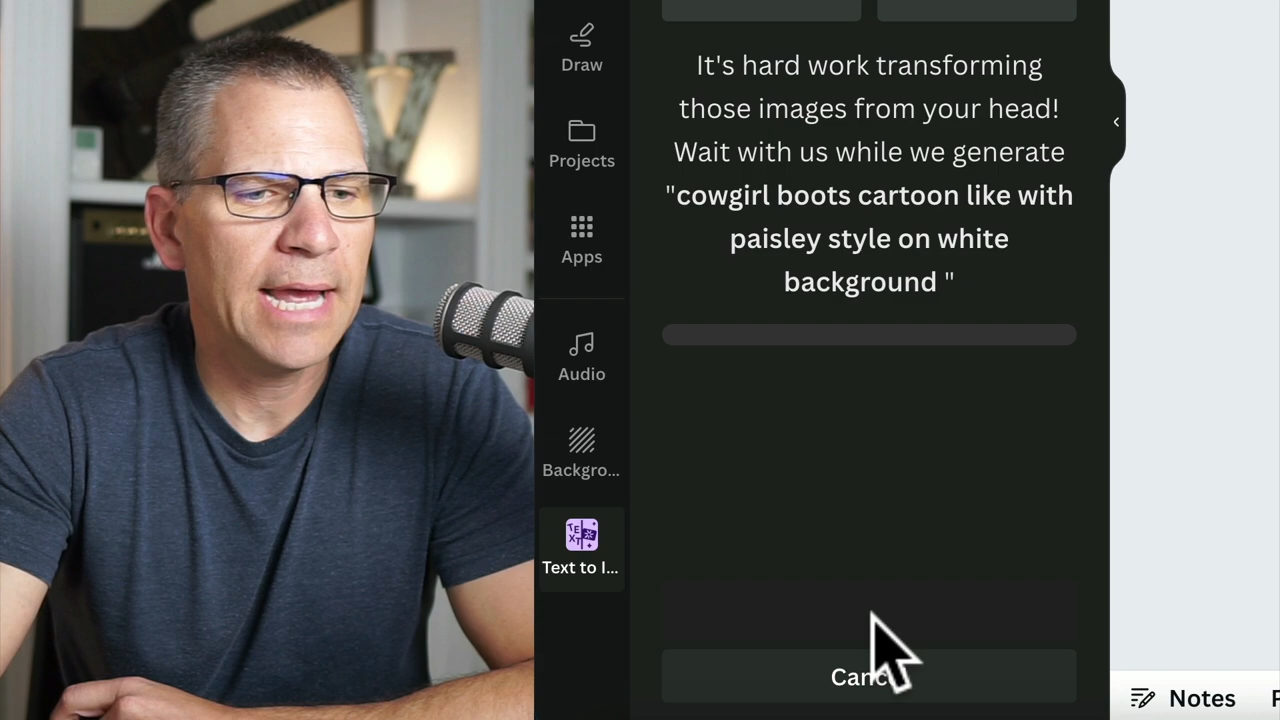 Draw
Projects
Apps
Audio
Backgro...
TEXT
Text to I...
It's hard work transforming
those images from your head!
Wait with us while we generate
"cowgirl boots cartoon like with
paisley style on white
background "
Notes